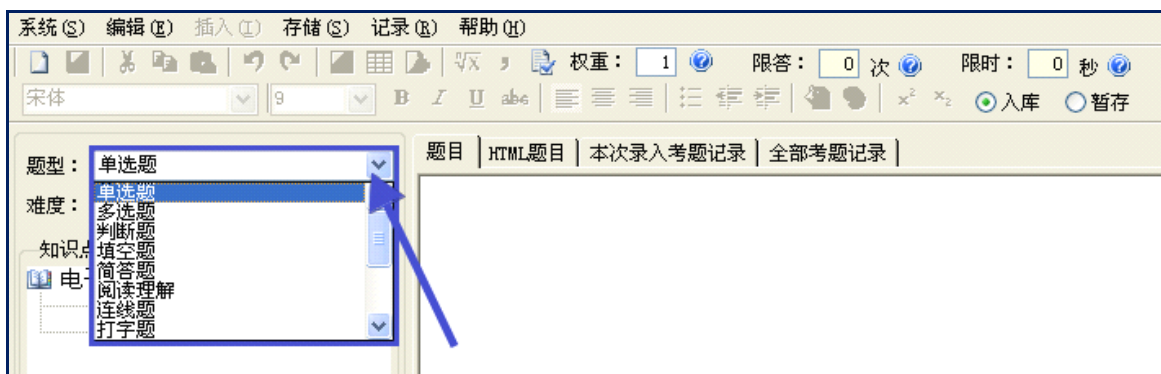 系统(S) 编辑(E) 插入(I) 存储(S) 记录(R) 帮助(H)
权重： 1 限答： 0 次 限时： 0 秒
宋体 9 B I U abc x² ×₂ 入库 暂存
题型： 单选题
题目 HTML题目 本次录入考题记录 全部考题记录
单选题
难度： 多选题
判断题
知识点 填空题
电子 简答题
阅读理解
连线题
打字题